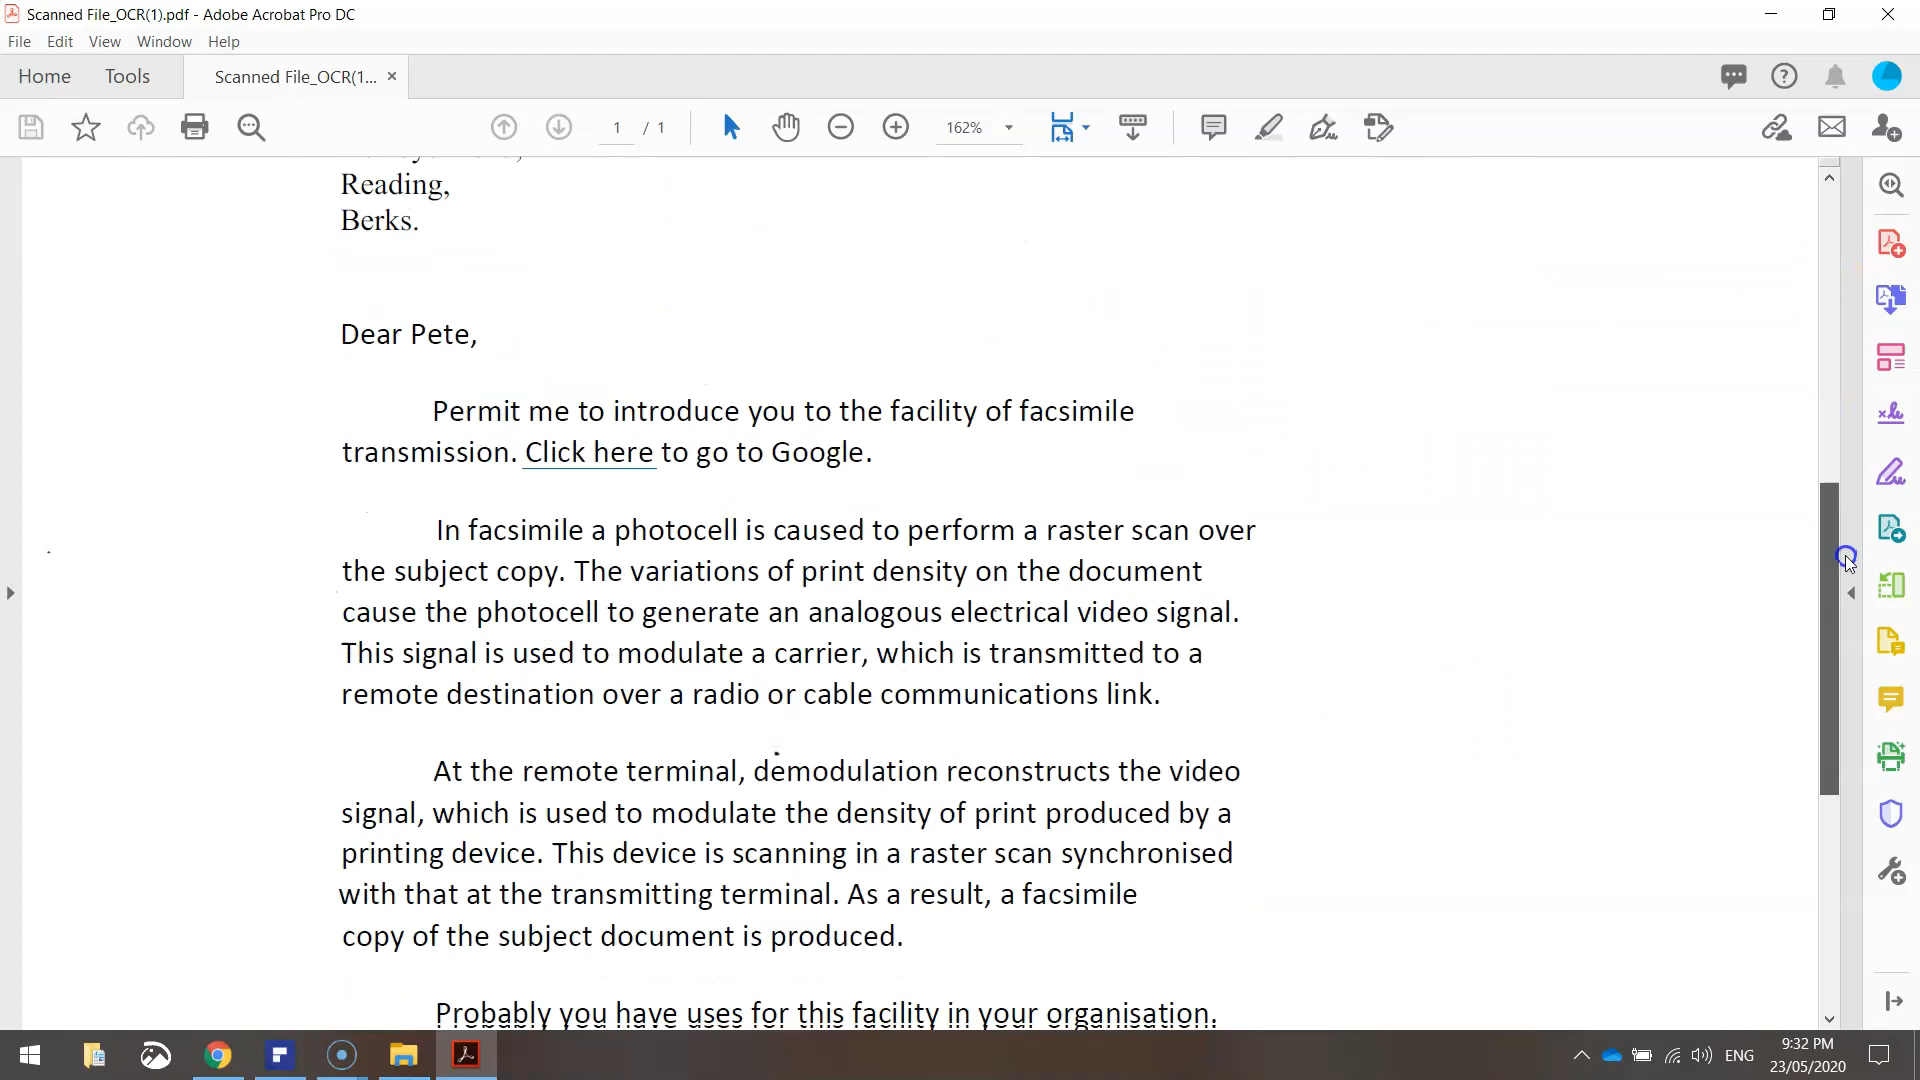 Scanned File_OCR(1).pdf - Adobe Acrobat Pro DC
File Edit View Window Help
Home Tools Scanned File_OCR(1... ×
1 / 1 162%
Reading,
Berks.
Dear Pete,
Permit me to introduce you to the facility of facsimile
transmission. Click here to go to Google.
In facsimile a photocell is caused to perform a raster scan over
the subject copy. The variations of print density on the document
cause the photocell to generate an analogous electrical video signal.
This signal is used to modulate a carrier, which is transmitted to a
remote destination over a radio or cable communications link.
At the remote terminal, demodulation reconstructs the video
signal, which is used to modulate the density of print produced by a
printing device. This device is scanning in a raster scan synchronised
with that at the transmitting terminal. As a result, a facsimile
copy of the subject document is produced.
Probably you have uses for this facility in your organisation.
ENG
9:32 PM
23/05/2020